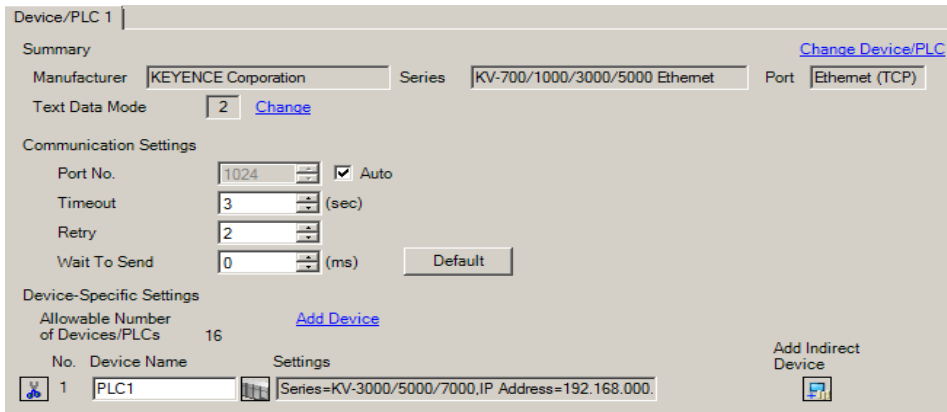 Device/PLC 1
Summary
Change Device/PLC
Manufacturer KEYENCE Corporation Series KV-700/1000/3000/5000 Ethernet Port Ethernet (TCP)
Text Data Mode 2 Change
Communication Settings
Port No. 1024 Auto
Timeout 3 (sec)
Retry 2
Wait To Send 0 (ms) Default
Device-Specific Settings
Allowable Number
of Devices/PLCs 16 Add Device
No. Device Name Settings Add Indirect
Device
1 PLC1 Series=KV-3000/5000/7000,IP Address=192.168.000.